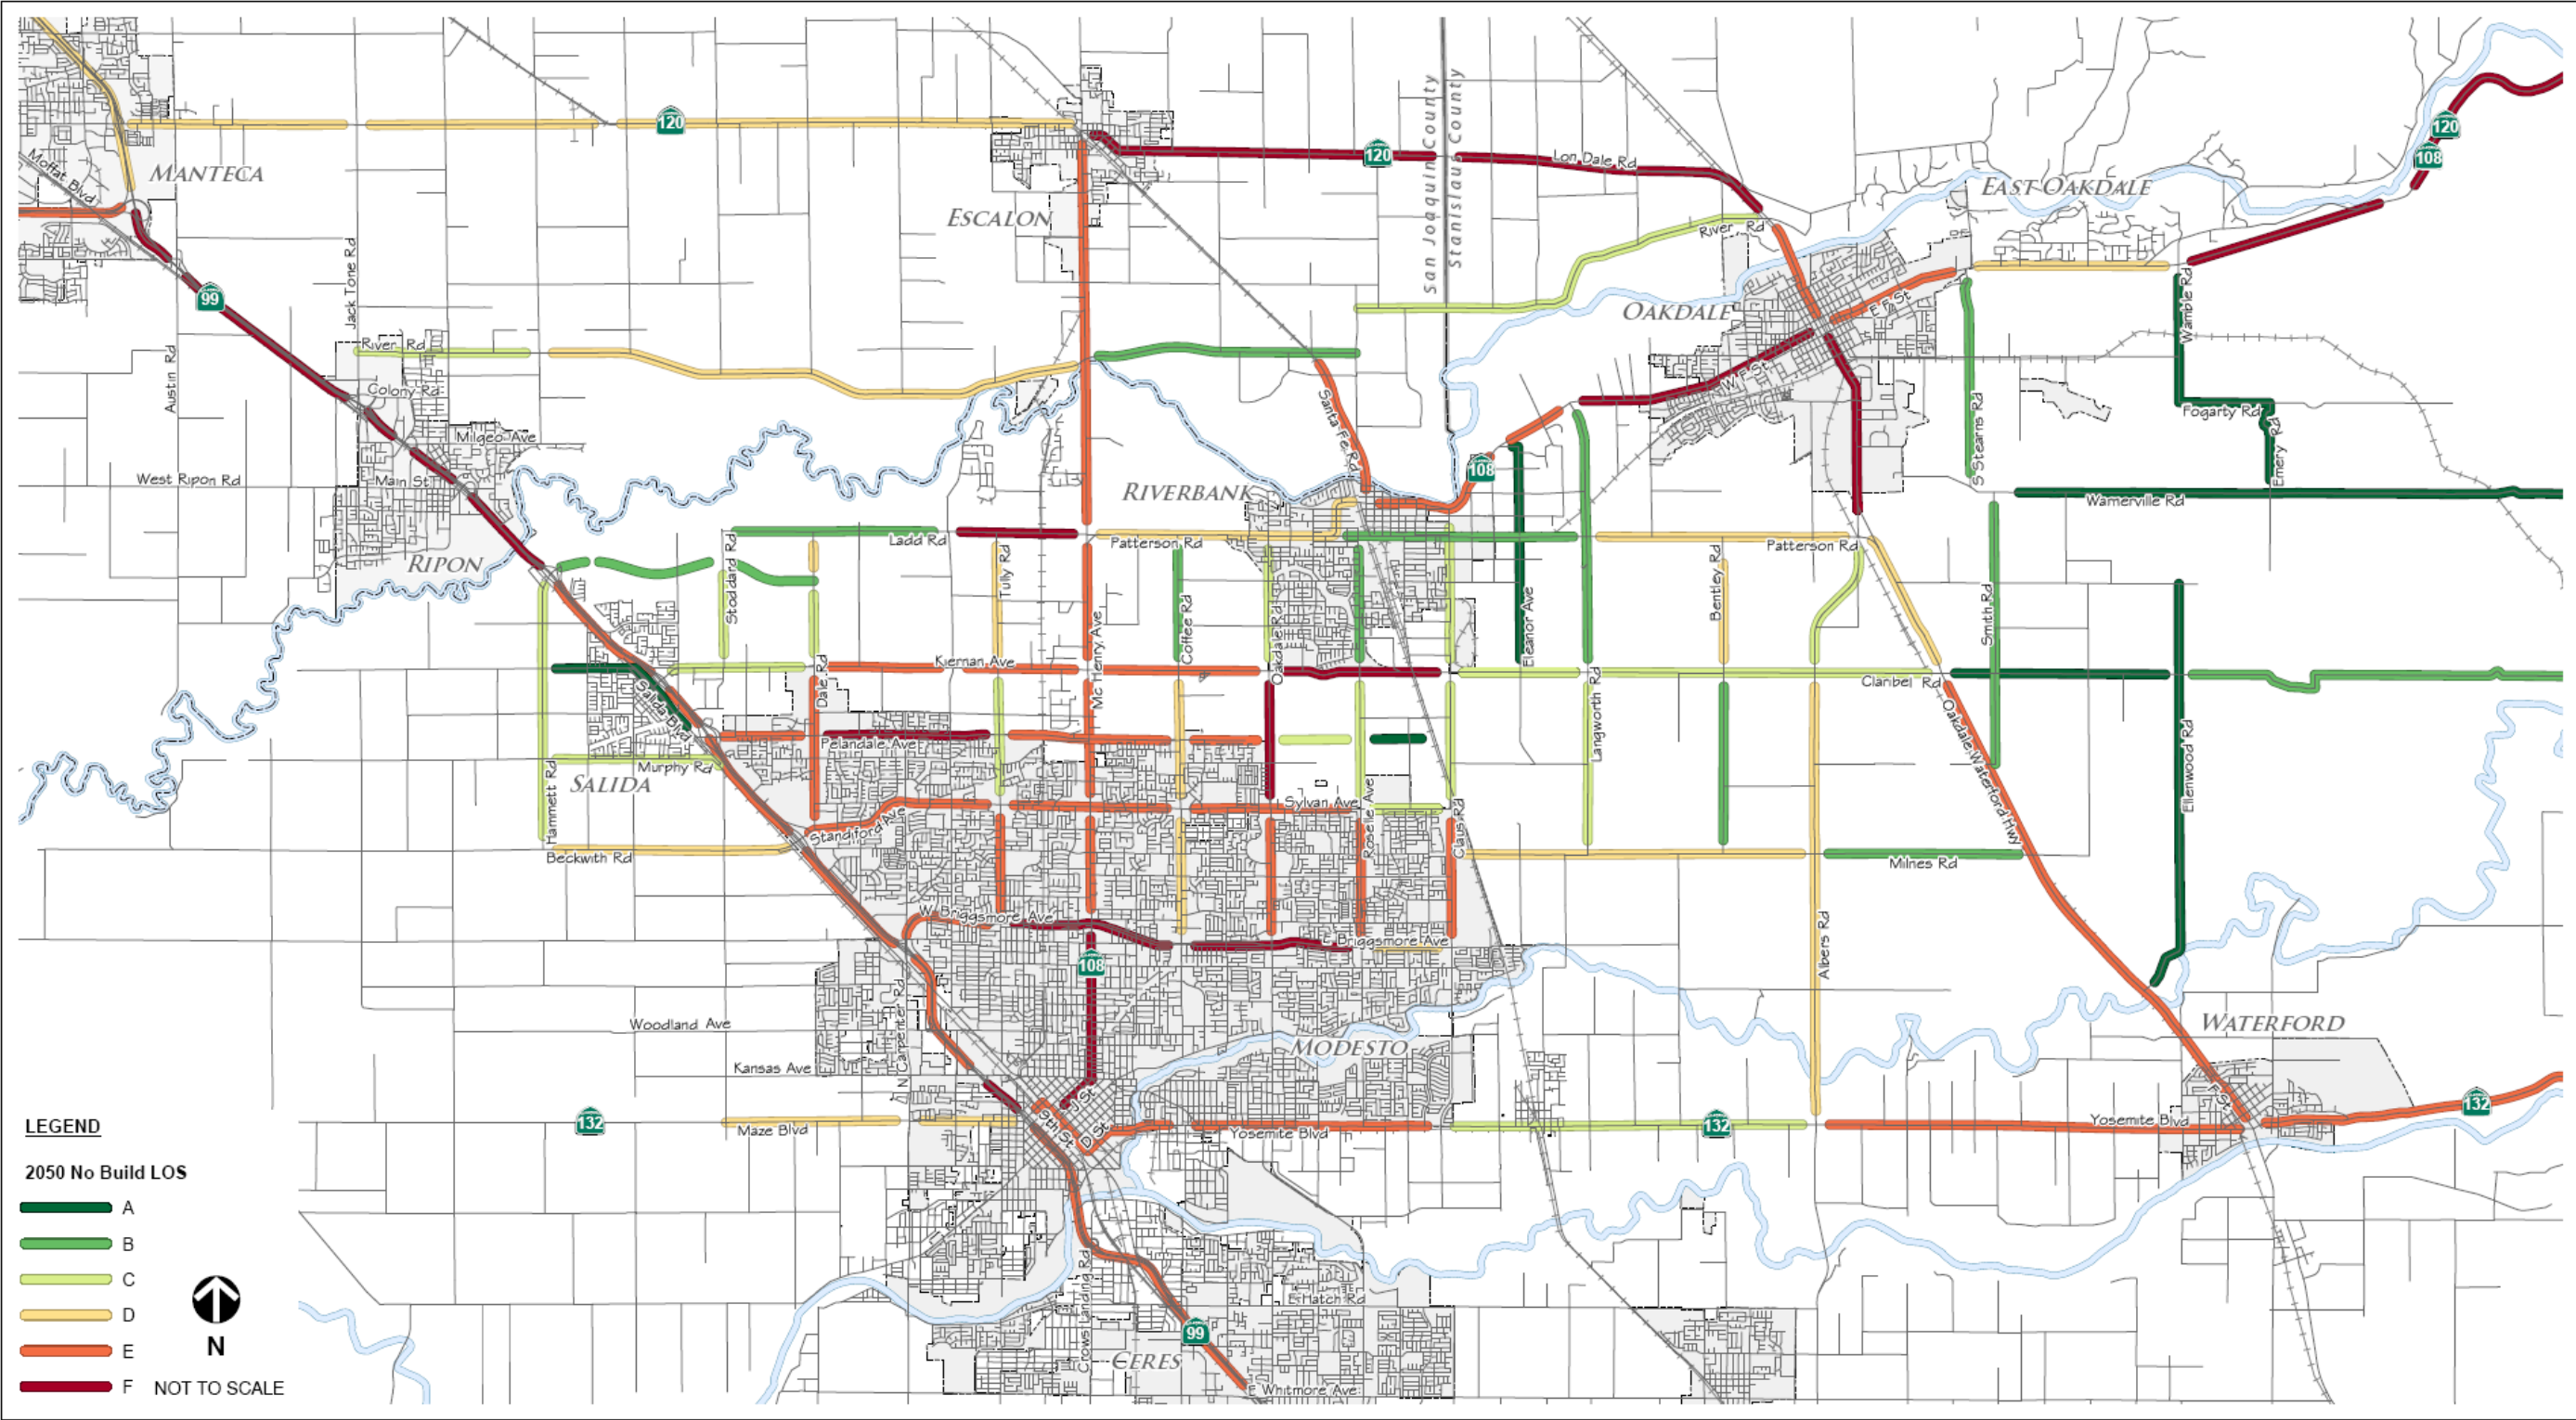 120
San Joaquin County
Stanislaus County
120
Lon Dale Rd
120
108
MANTECA
Moffat Blvd
ESCALON
EAST OAKDALE
River Rd
99
Jack Tone Rd
OAKDALE
E F St
Wamble Rd
River Rd
Austin Rd
Colony Rd
W F St
Santa Fe Rd
Fogarty Rd
Emery Rd
S Stearns Rd
Milgeo Ave
West Ripon Rd
Main St
RIVERBANK
108
Warnerville Rd
RIPON
Stoddard Rd
Ladd Rd
Tully Rd
Patterson Rd
Patterson Rd
Coffee Rd
Mc Henry Ave
Oakdale Rd
Eleanor Ave
Bentley Rd
Smith Rd
Kiernan Ave
Dale Rd
Langworth Rd
Claribel Rd
Salida Blvd
Pelandale Ave
Oakdale Waterford Hwy
Ellenwood Rd
Murphy Rd
SALIDA
Hammett Rd
Sylvan Ave
Roselle Ave
Claus Rd
Standiford Ave
Beckwith Rd
Milnes Rd
W Briggsmore Ave
E Briggsmore Ave
Albers Rd
108
N Carpenter Rd
Woodland Ave
WATERFORD
MODESTO
Kansas Ave
132
Maze Blvd
J St
9th St
D St
Yosemite Blvd
132
F St
Yosemite Blvd
132
LEGEND
2050 No Build LOS
A
B
C
D
E
F
N
NOT TO SCALE
Crows Landing Rd
E Hatch Rd
99
CERES
E Whitmore Ave